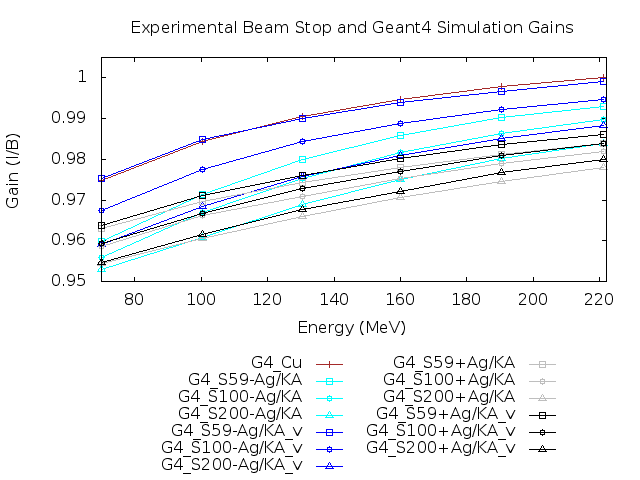 Experimental Beam Stop and Geant4 Simulation Gains
Gain (I/B)
1
0.99
0.98
0.97
0.96
0.95
80 100 120 140 160 180 200 220
Energy (MeV)
G4_Cu
G4_S59-Ag/KA
G4_S100-Ag/KA
G4_S200-Ag/KA
G4_S59-Ag/KA_v
G4_S100-Ag/KA_v
G4_S200-Ag/KA_v
G4_S59+Ag/KA
G4_S100+Ag/KA
G4_S200+Ag/KA
G4_S59+Ag/KA_v
G4_S100+Ag/KA_v
G4_S200+Ag/KA_v